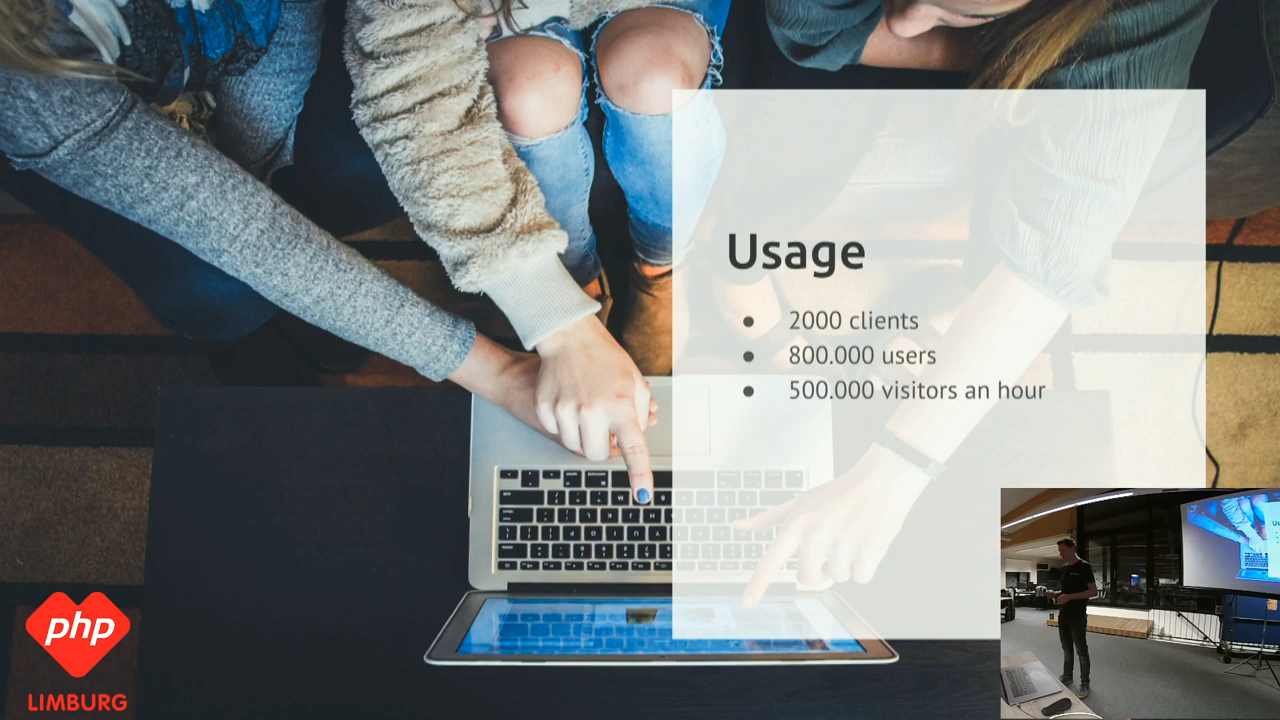 Usage
● 2000 clients
● 800.000 users
● 500.000 visitors an hour
php
LIMBURG